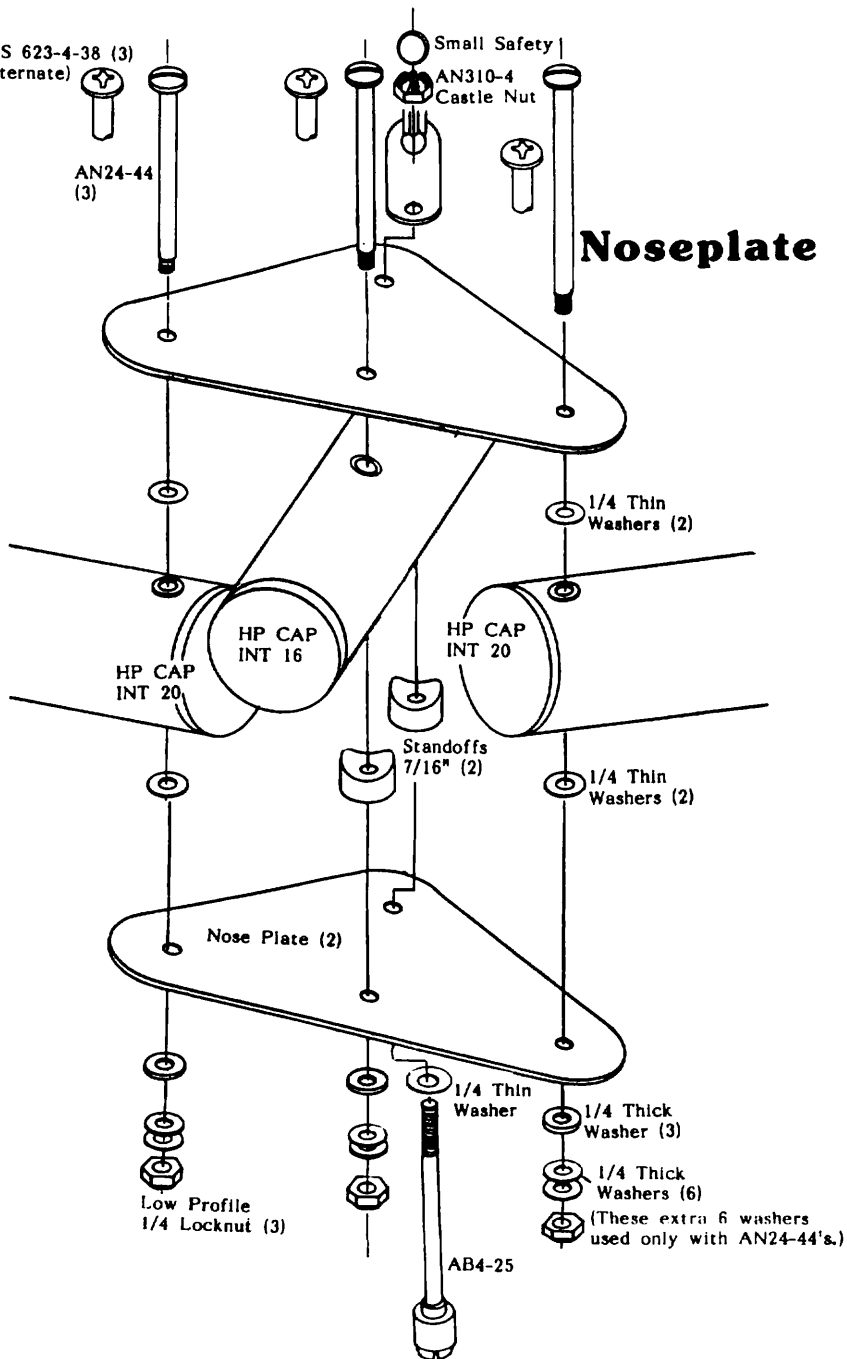 S 623-4-38 (3)
ternate)
Small Safety
AN310-4
Castle Nut
AN24-44
(3)
Noseplate
1/4 Thin
Washers (2)
HP CAP
INT 16
HP CAP
INT 20
HP CAP
INT 20
Standoffs
7/16" (2)
1/4 Thin
Washers (2)
Nose Plate (2)
1/4 Thin
Washer
1/4 Thick
Washer (3)
1/4 Thick
Washers (6)
(These extra 6 washers
used only with AN24-44's.)
Low Profile
1/4 Locknut (3)
AB4-25